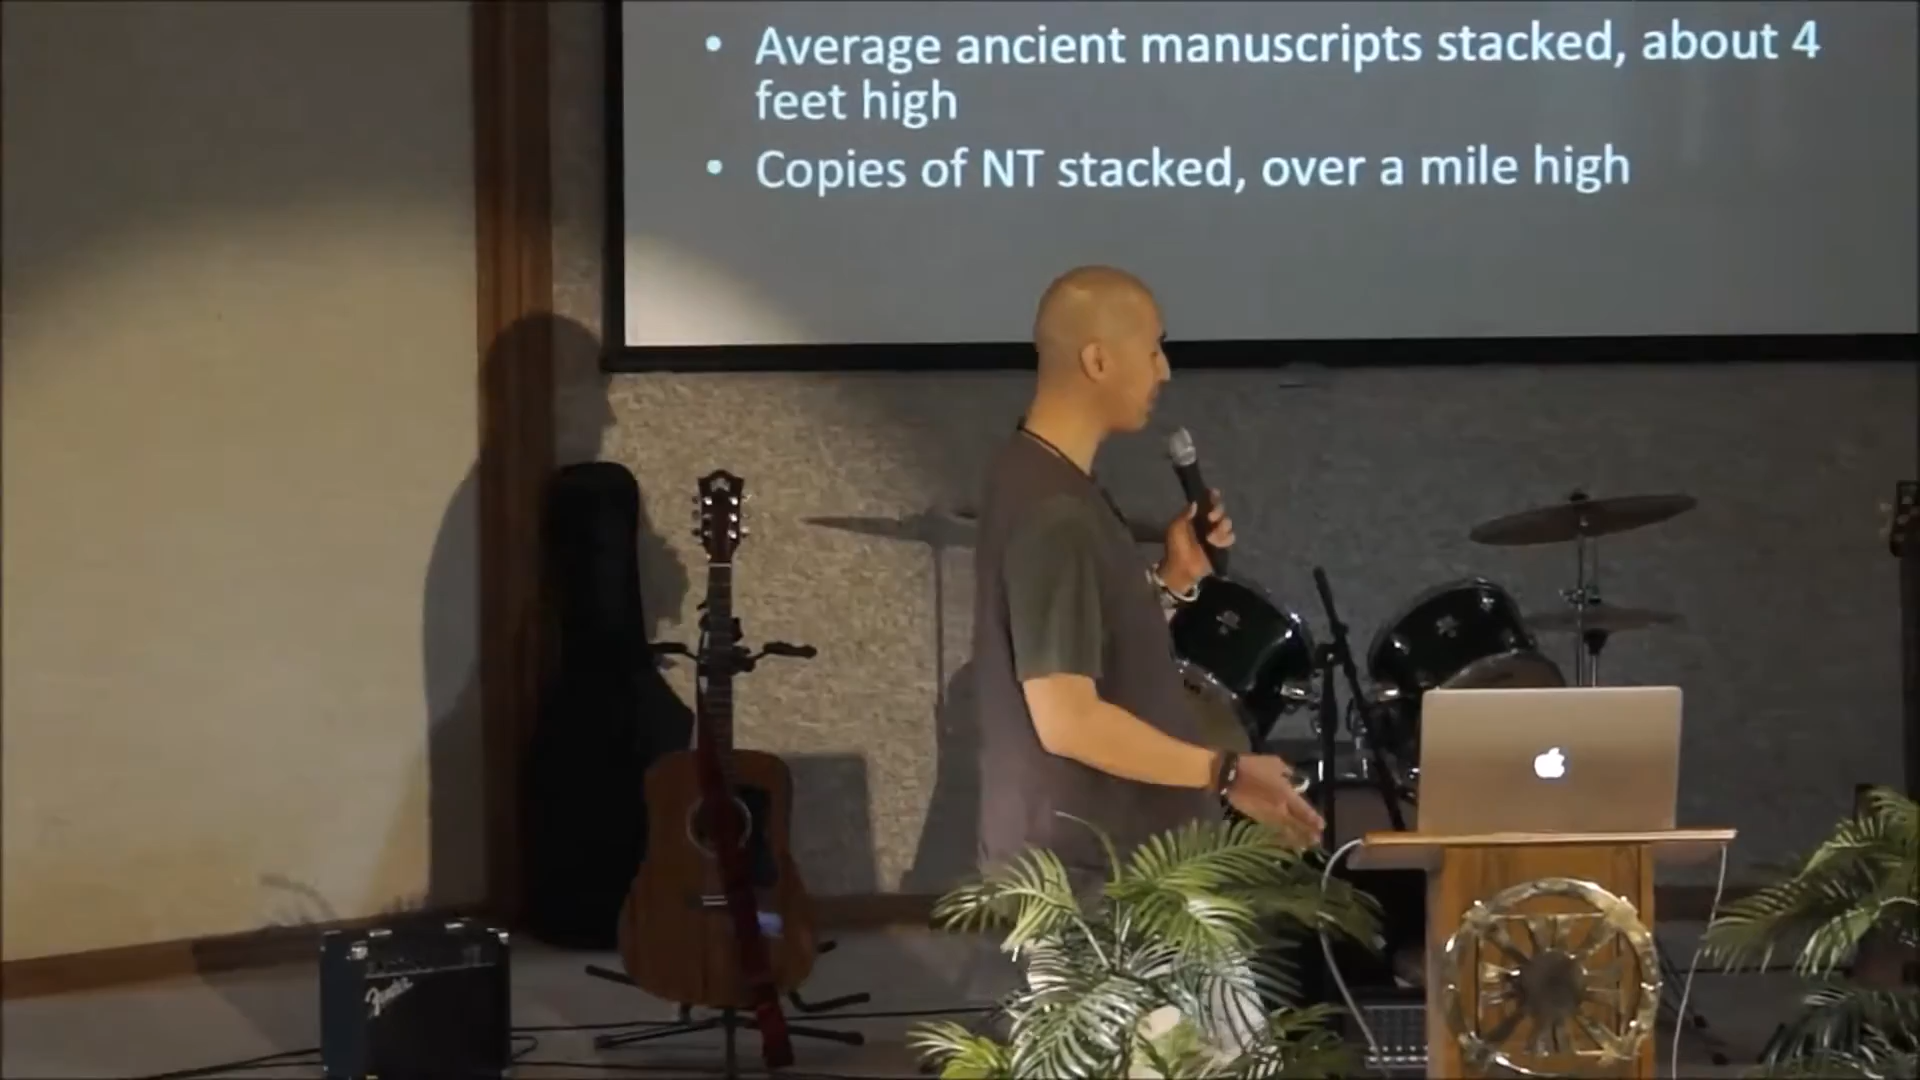 • Average ancient manuscripts stacked, about 4
feet high
• Copies of NT stacked, over a mile high
Fender